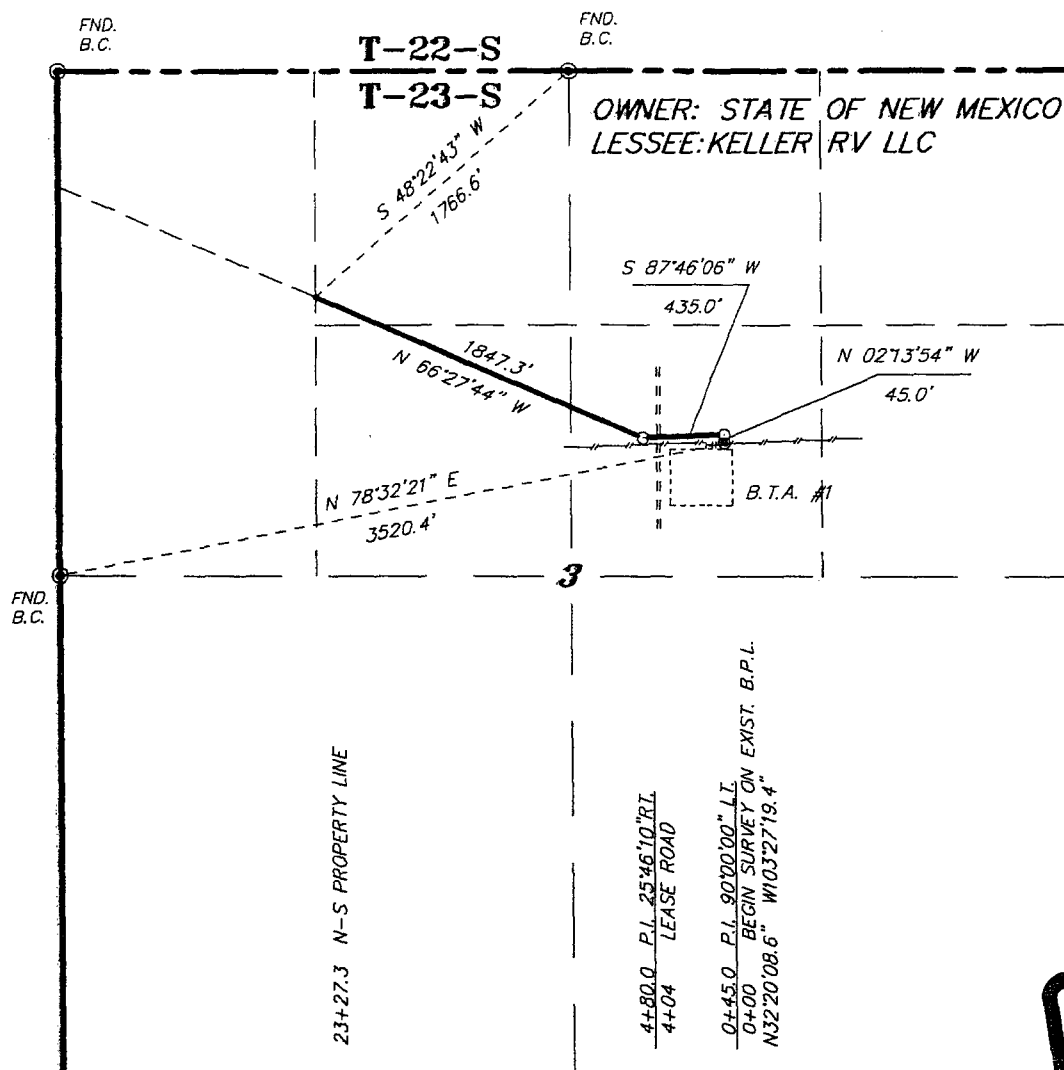 FND.
B.C.
FND.
B.C.
T-22-S
T-23-S
OWNER: STATE OF NEW MEXICO
LESSEE: KELLER RV LLC
S 48°22'43" W
1766.6'
S 87°46'06" W
435.0'
N 02°13'54" W
45.0'
1847.3'
N 66°27'44" W
N 78°32'21" E
3520.4'
B.T.A. #1
FND.
B.C.
3
23+27.3 N-S PROPERTY LINE
4+80.0 P.I. 25°46'10" RT.
4+04 LEASE ROAD
0+45.0 P.I. 90°00'00" LT.
0+00 BEGIN SURVEY ON EXIST. B.P.L.
N32°20'08.6" W103°27'19.4"